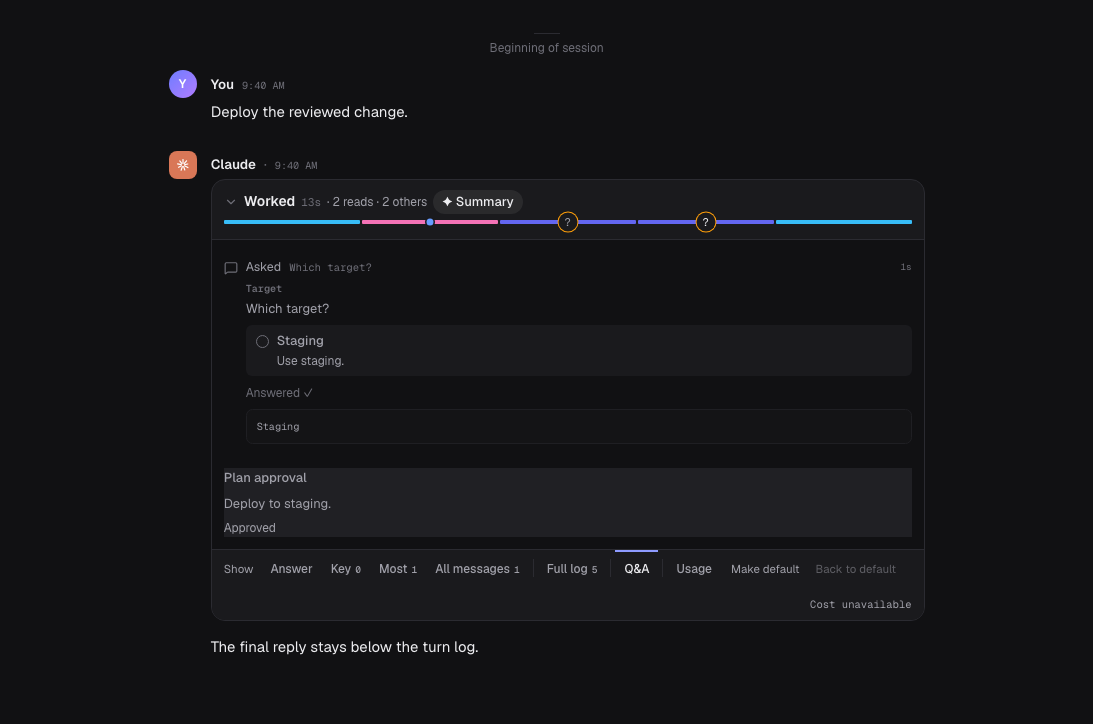 Beginning of session
Y
You 9:40 AM
Deploy the reviewed change.
Claude · 9:40 AM
Worked 13s · 2 reads · 2 others ✦ Summary
? ?
Asked Which target? 1s
Target
Which target?
Staging
Use staging.
Answered ✓
Staging
Plan approval
Deploy to staging.
Approved
Show Answer Key 0 Most 1 All messages 1 Full log 5 Q&A Usage Make default Back to default
Cost unavailable
The final reply stays below the turn log.